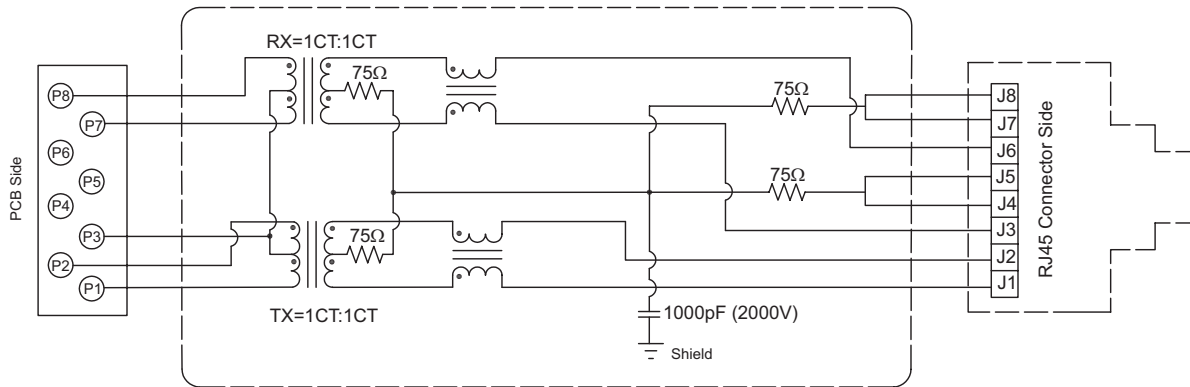 RX=1CT:1CT
75Ω
75Ω
75Ω
75Ω
TX=1CT:1CT
1000pF (2000V)
Shield
PCB Side
P8
P7
P6
P5
P4
P3
P2
P1
J8
J7
J6
J5
J4
J3
J2
J1
RJ45 Connector Side